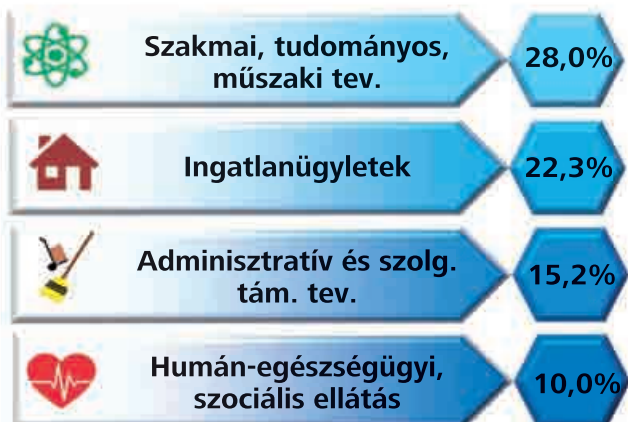 Szakmai, tudományos,
műszaki tev.
28,0%
Ingatlanügyletek
22,3%
Adminisztratív és szolg.
tám. tev.
15,2%
Humán-egészségügyi,
szociális ellátás
10,0%